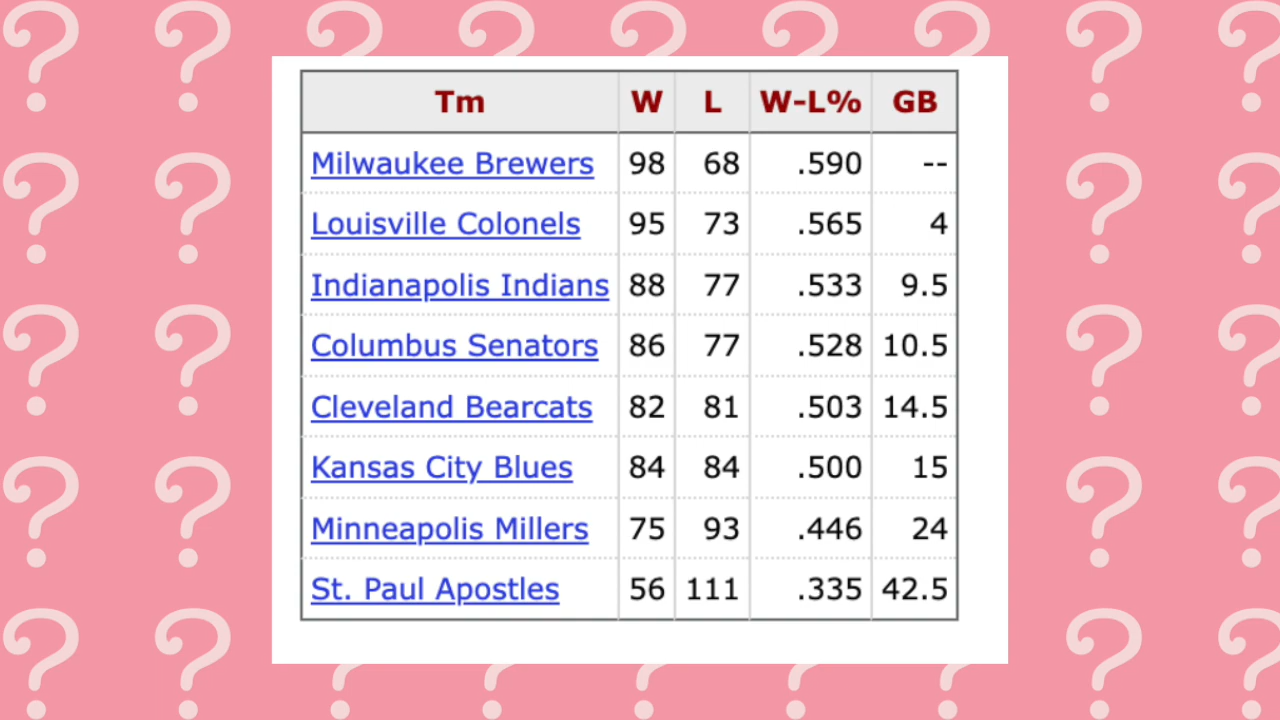 Tm W L W-L% GB
Milwaukee Brewers 98 68 .590 --
Louisville Colonels 95 73 .565 4
Indianapolis Indians 88 77 .533 9.5
Columbus Senators 86 77 .528 10.5
Cleveland Bearcats 82 81 .503 14.5
Kansas City Blues 84 84 .500 15
Minneapolis Millers 75 93 .446 24
St. Paul Apostles 56 111 .335 42.5